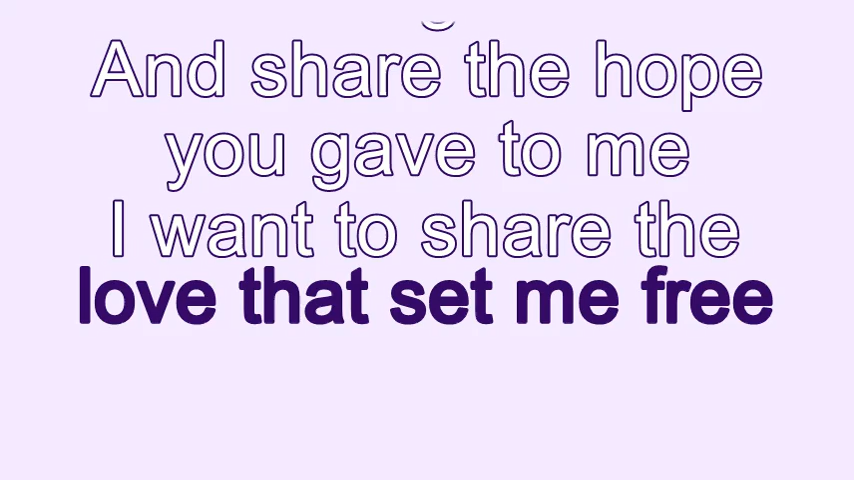 And share the hope
you gave to me
I want to share the
love that set me free